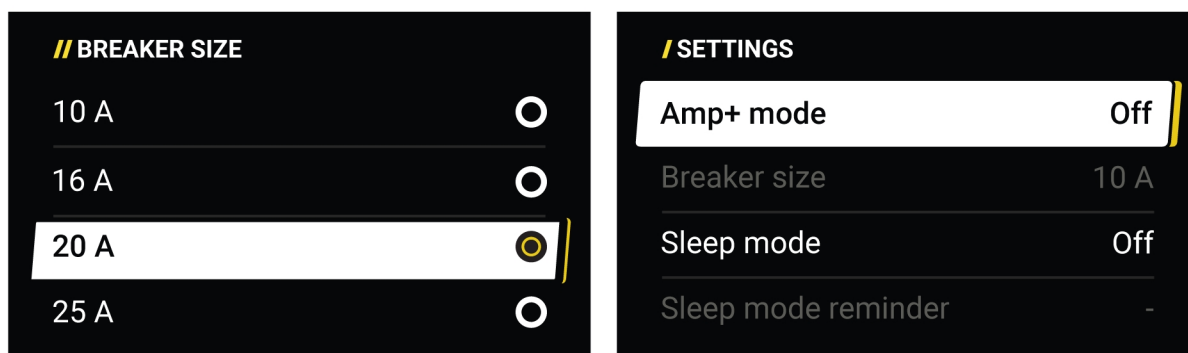 // BREAKER SIZE
10 A
16 A
20 A
25 A
/ SETTINGS
Amp+ mode Off
Breaker size 10 A
Sleep mode Off
Sleep mode reminder -